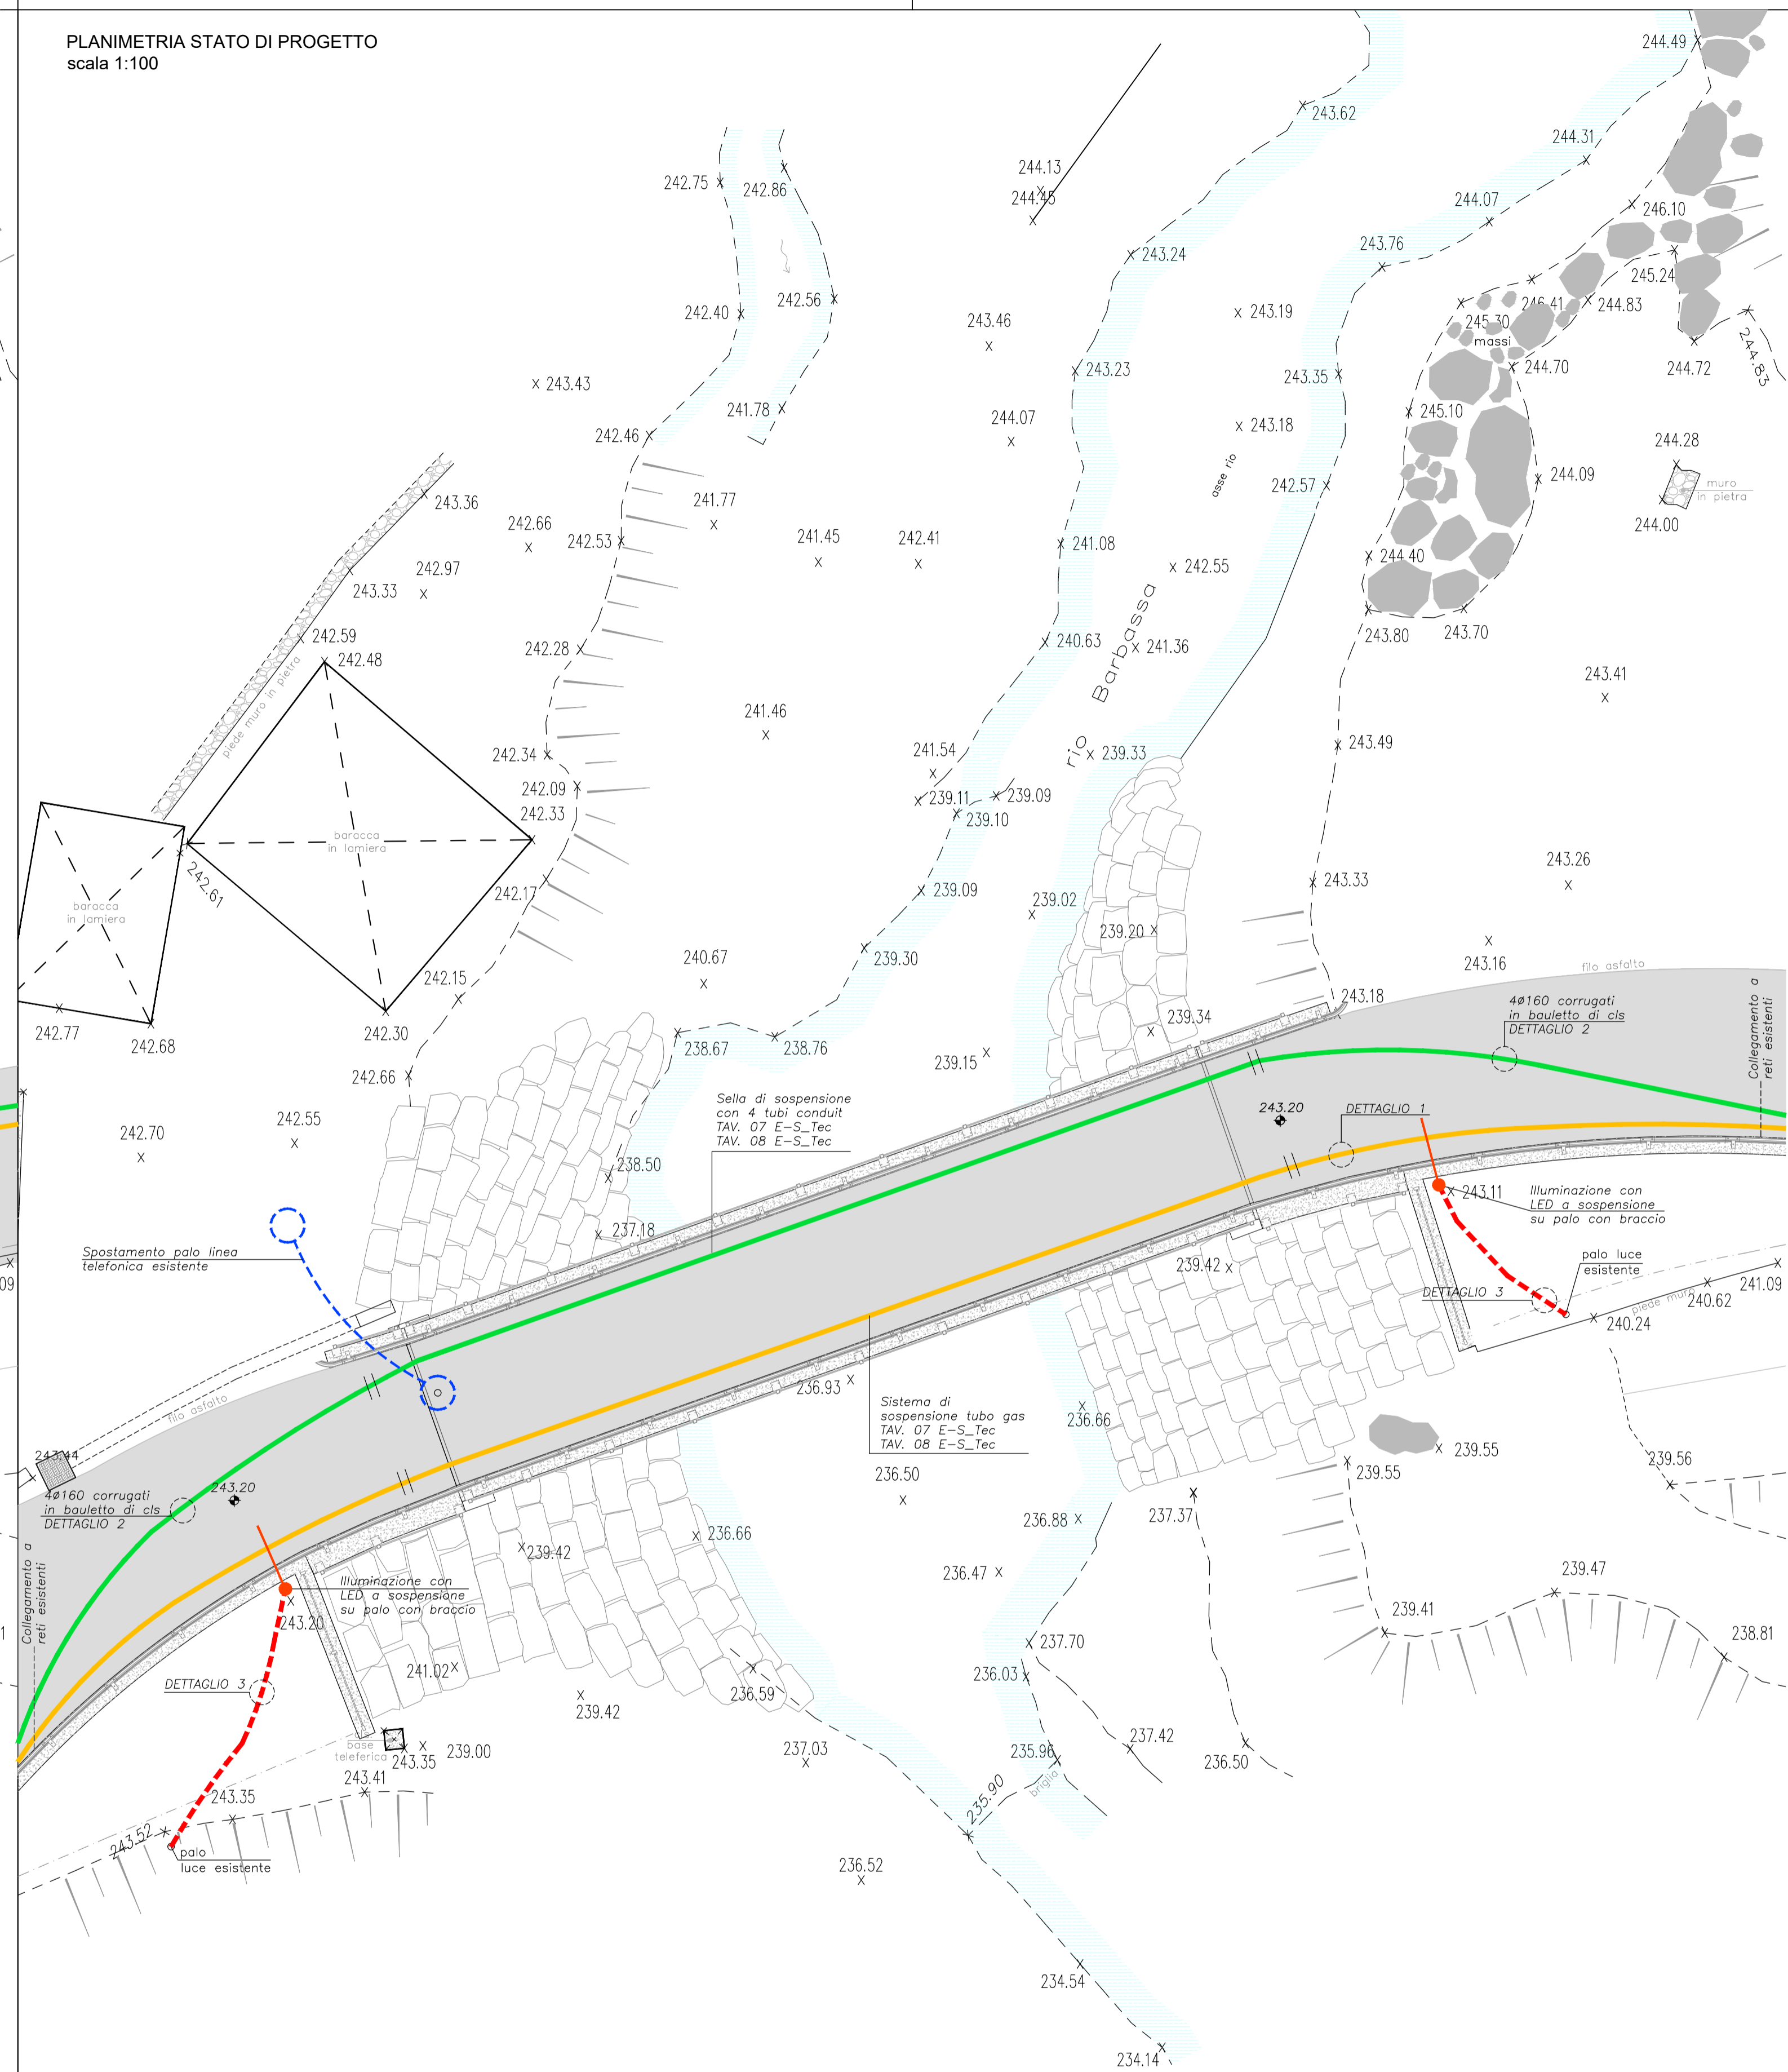 PLANIMETRIA STATO DI PROGETTO
scala 1:100
244.49
243.62
244.31
244.13
244.45
242.75
242.86
244.07
246.10
243.24
243.76
245.24
242.56
242.40
243.46
243.19
246.41
244.83
245.30
massi
244.70
244.72
244.83
243.43
243.23
243.35
241.78
242.46
244.07
243.18
245.10
244.28
asse rio
242.57
244.09
muro
in pietra
244.00
243.36
242.66
241.77
242.53
241.45
242.41
241.08
242.55
244.40
242.97
243.33
242.59
242.48
242.28
240.63
rio Barbassa
241.36
243.80
243.70
piede muro in pietra
243.41
241.46
242.34
241.54
239.33
243.49
242.09
242.33
239.11
239.09
239.10
baracca
in lamiera
242.61
242.17
239.09
239.02
243.33
243.26
baracca
in lamiera
239.20
239.30
240.67
242.15
243.16
filo asfalto
243.18
4ø160 corrugati
in bauletto di cls
DETTAGLIO 2
Collegamento a
reti esistenti
242.77
242.68
242.30
239.34
238.67
238.76
239.15
242.66
Sella di sospensione
con 4 tubi conduit
TAV. 07 E-S_Tec
TAV. 08 E-S_Tec
243.20
DETTAGLIO 1
242.70
242.55
238.50
243.11
Illuminazione con
LED a sospensione
su palo con braccio
237.18
Spostamento palo linea
telefonica esistente
09
239.42
palo luce
esistente
DETTAGLIO 3
piede muro
240.24
240.62
241.09
filo asfalto
236.93
Sistema di
sospensione tubo gas
TAV. 07 E-S_Tec
TAV. 08 E-S_Tec
236.66
239.55
239.55
239.56
243.44
243.20
4ø160 corrugati
in bauletto di cls
DETTAGLIO 2
236.50
237.37
236.88
236.66
239.42
Collegamento a
reti esistenti
Illuminazione con
LED a sospensione
su palo con braccio
243.20
236.47
239.47
239.41
1
237.70
238.81
241.02
236.03
DETTAGLIO 3
236.59
239.42
base
teleferica
243.35
239.00
237.03
235.96
237.42
236.50
243.41
243.35
235.90
briglia
243.52
palo
luce esistente
236.52
234.54
234.14